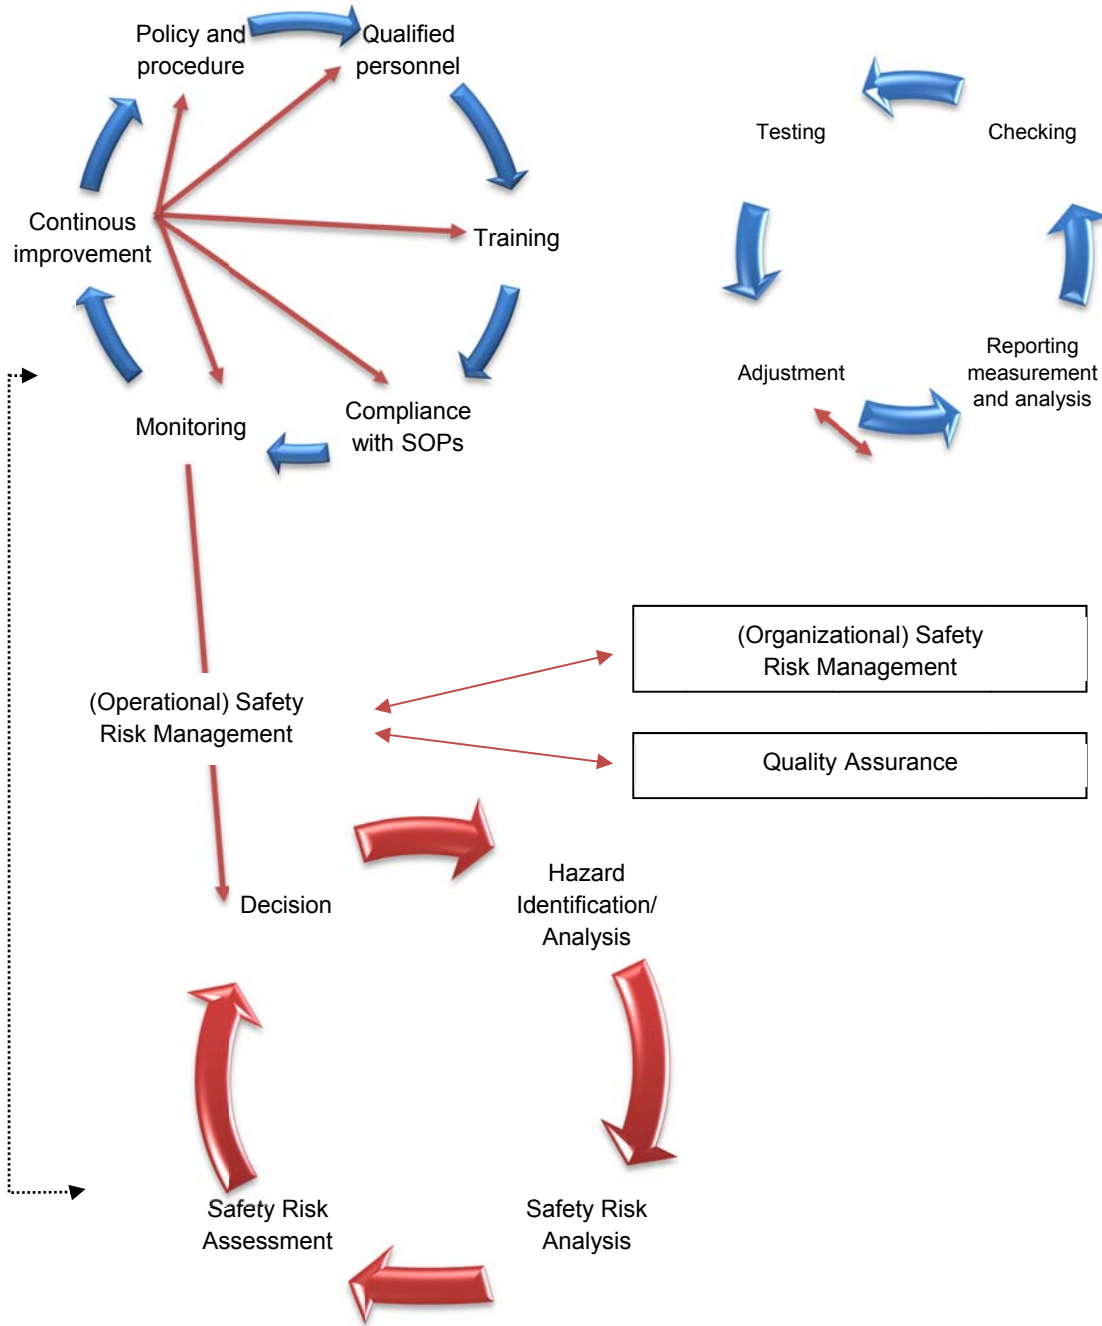 Policy and
procedure
Qualified
personnel
Testing
Checking
Continous
improvement
Training
Adjustment
Reporting
measurement
and analysis
Monitoring
Compliance
with SOPs
(Organizational) Safety
Risk Management
(Operational) Safety
Risk Management
Quality Assurance
Decision
Hazard
Identification/
Analysis
Safety Risk
Assessment
Safety Risk
Analysis